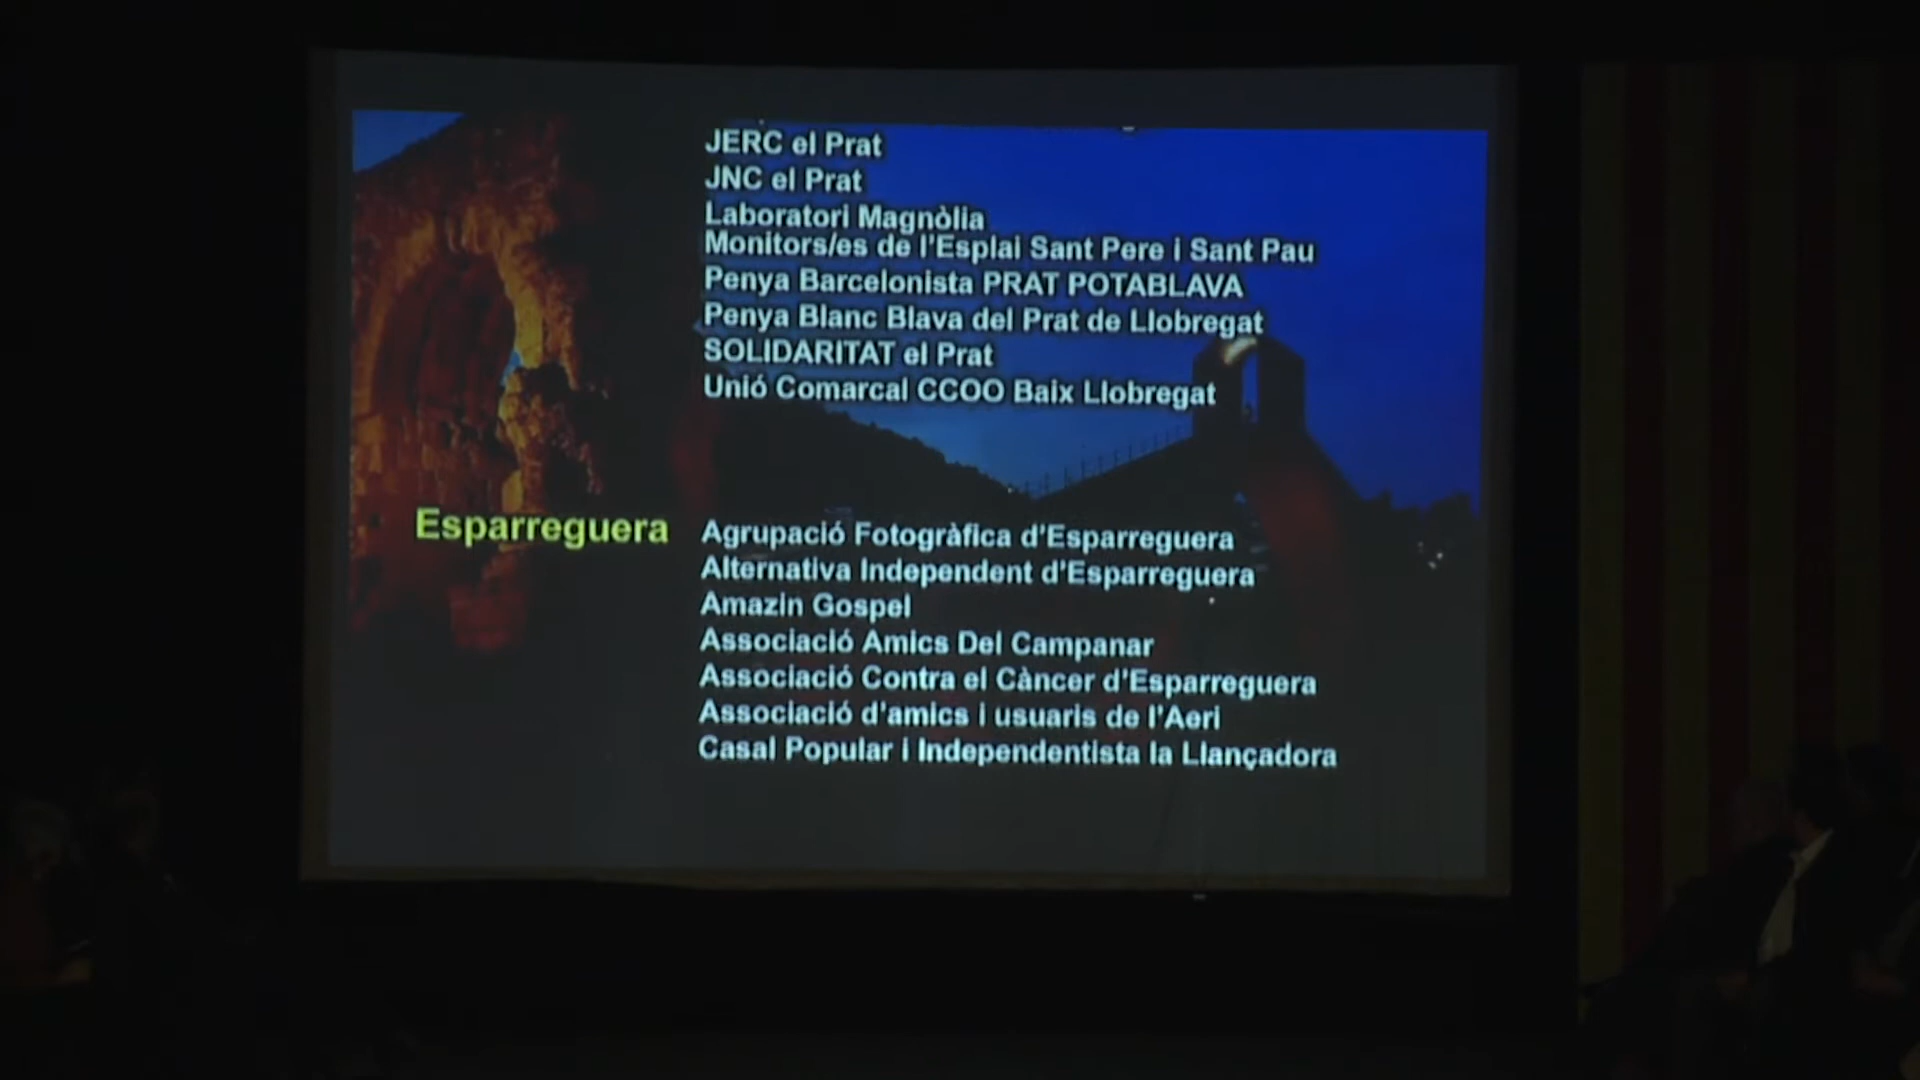 JERC el Prat
JNC el Prat
Laboratori Magnòlia
Monitors/es de l'Esplai Sant Pere i Sant Pau
Penya Barcelonista PRAT POTABLAVA
Penya Blanc Blava del Prat de Llobregat
SOLIDARITAT el Prat
Unió Comarcal CCOO Baix Llobregat
Esparreguera
Agrupació Fotogràfica d'Esparreguera
Alternativa Independent d'Esparreguera
Amazin Gospel
Associació Amics Del Campanar
Associació Contra el Càncer d'Esparreguera
Associació d'amics i usuaris de l'Aeri
Casal Popular i Independentista la Llançadora